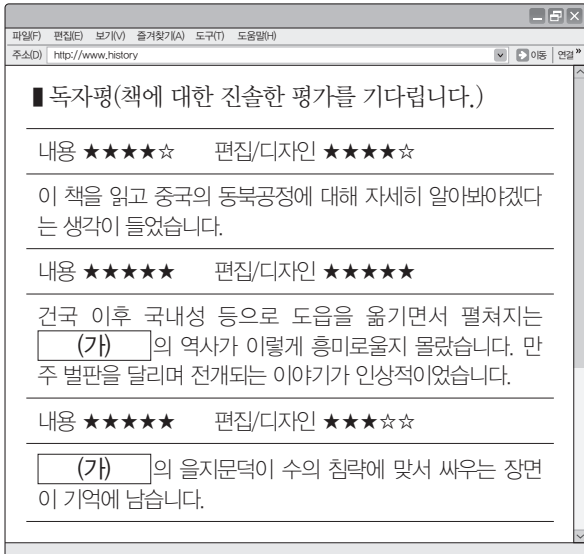 파일(F) 편집(E) 보기(V) 즐겨찾기(A) 도구(T) 도움말(H)
주소(D) http://www.history 이동 연결 »
▮독자평(책에 대한 진솔한 평가를 기다립니다.)
내용 ★★★★☆ 편집/디자인 ★★★★☆
이 책을 읽고 중국의 동북공정에 대해 자세히 알아봐야겠다
는 생각이 들었습니다.
내용 ★★★★★ 편집/디자인 ★★★★★
건국 이후 국내성 등으로 도읍을 옮기면서 펼쳐지는
(가) 의 역사가 이렇게 흥미로울지 몰랐습니다. 만
주 벌판을 달리며 전개되는 이야기가 인상적이었습니다.
내용 ★★★★★ 편집/디자인 ★★★☆☆
(가) 의 을지문덕이 수의 침략에 맞서 싸우는 장면
이 기억에 남습니다.